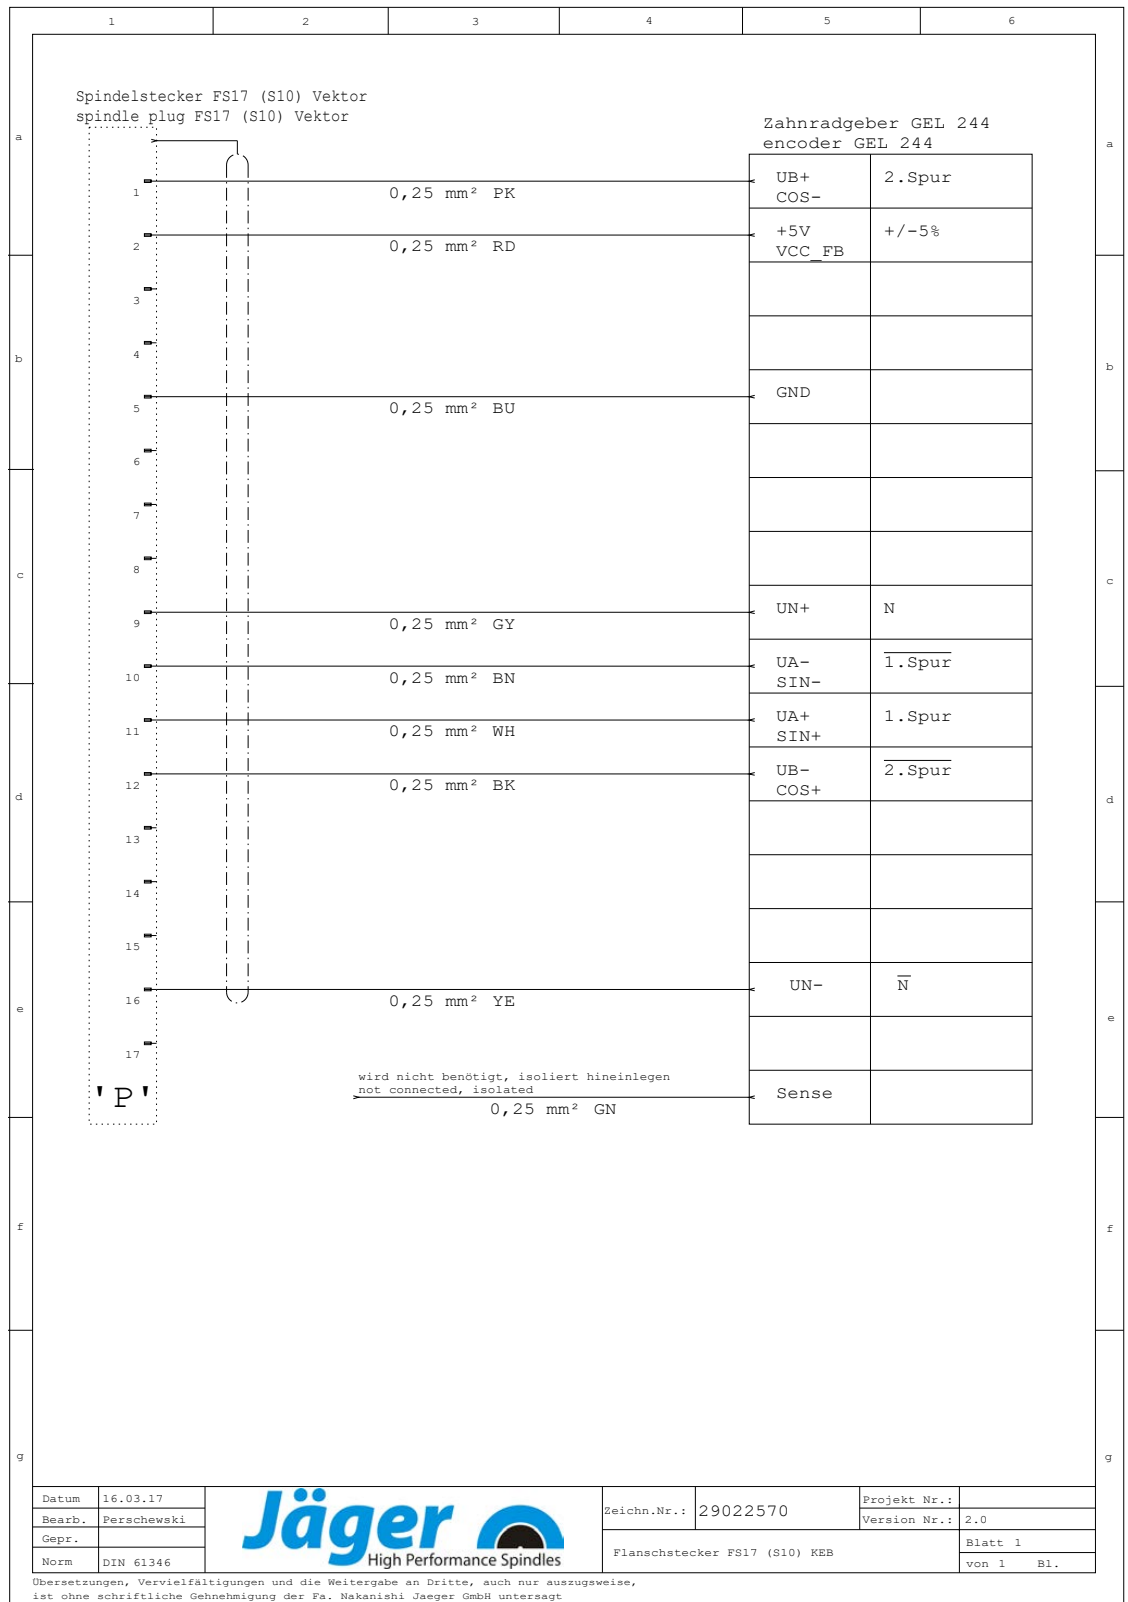 1 2 3 4 5 6
Spindelstecker FS17 (S10) Vektor
spindle plug FS17 (S10) Vektor
Zahnradgeber GEL 244
encoder GEL 244
a a
1 0,25 mm² PK UB+ 2.Spur
COS-
2 0,25 mm² RD +5V +/-5%
VCC_FB
3
4
b b
5 0,25 mm² BU GND
6
7
8
c c
9 0,25 mm² GY UN+ N
10 0,25 mm² BN UA- 1.Spur
SIN-
11 0,25 mm² WH UA+ 1.Spur
SIN+
12 0,25 mm² BK UB- 2.Spur
COS+
d d
13
14
15
16 0,25 mm² YE UN- N
e e
17
'P'
wird nicht benötigt, isoliert hineinlegen
not connected, isolated
0,25 mm² GN Sense
f f
g g
Datum 16.03.17
Bearb. Perschewski
Gepr.
Norm DIN 61346
Jäger
High Performance Spindles
Zeichn.Nr.: 29022570
Flanschstecker FS17 (S10) KEB
Projekt Nr.:
Version Nr.: 2.0
Blatt 1
von 1 Bl.
Übersetzungen, Vervielfältigungen und die Weitergabe an Dritte, auch nur auszugsweise,
ist ohne schriftliche Gehnehmigung der Fa. Nakanishi Jaeger GmbH untersagt